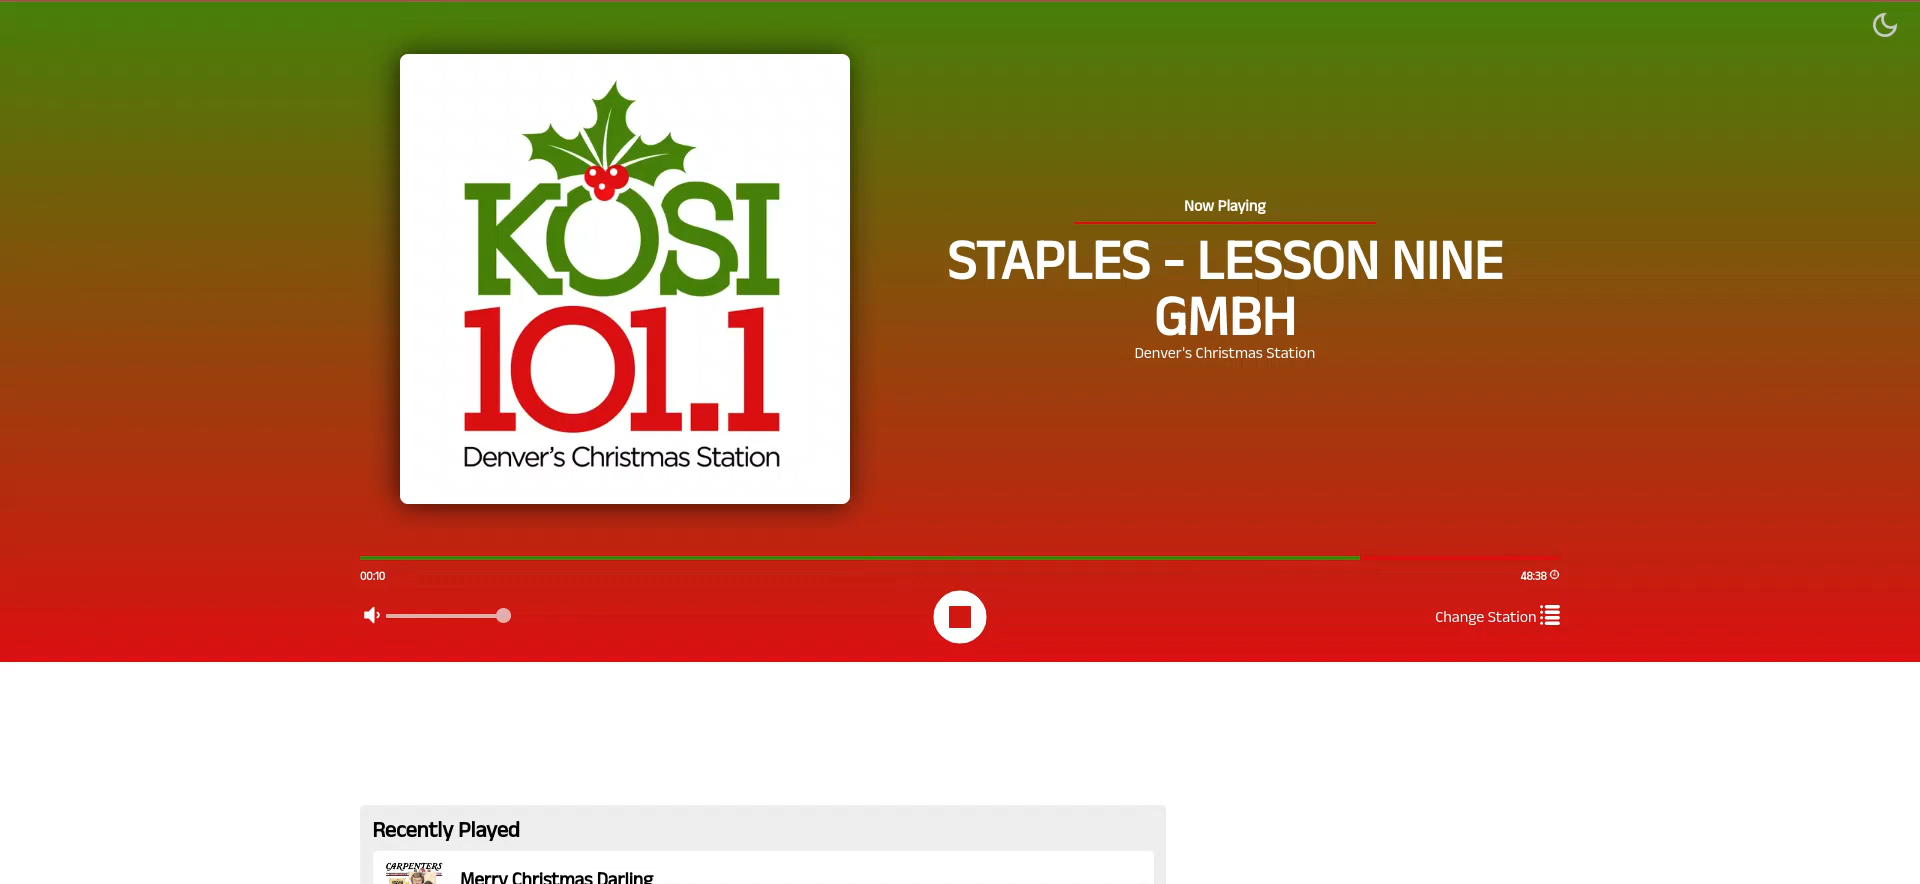 KOSI
101.1
Denver's Christmas Station
Now Playing
STAPLES - LESSON NINE
GMBH
Denver's Christmas Station
00:10
48:38
Change Station
Recently Played
CARPENTERS
Merry Christmas Darling